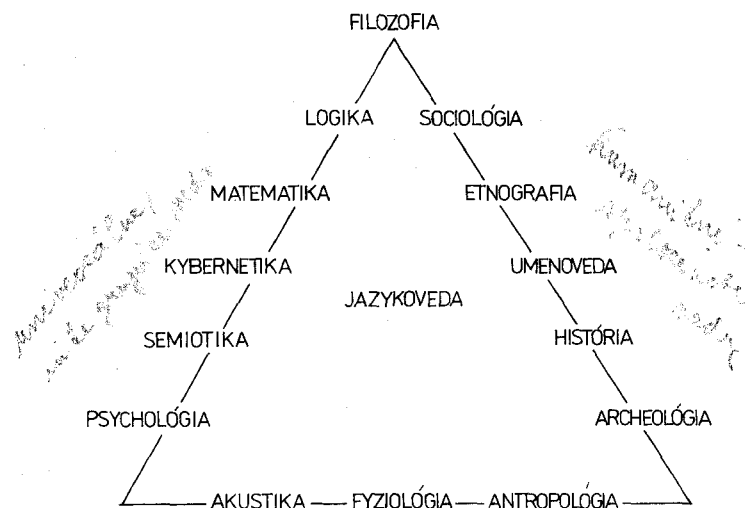 FILOZOFIA
LOGIKA SOCIOLÓGIA
MATEMATIKA ETNOGRAFIA
KYBERNETIKA UMENOVEDA
JAZYKOVEDA
SEMIOTIKA HISTÓRIA
PSYCHOLÓGIA ARCHEOLÓGIA
AKUSTIKA FYZIOLÓGIA ANTROPOLÓGIA